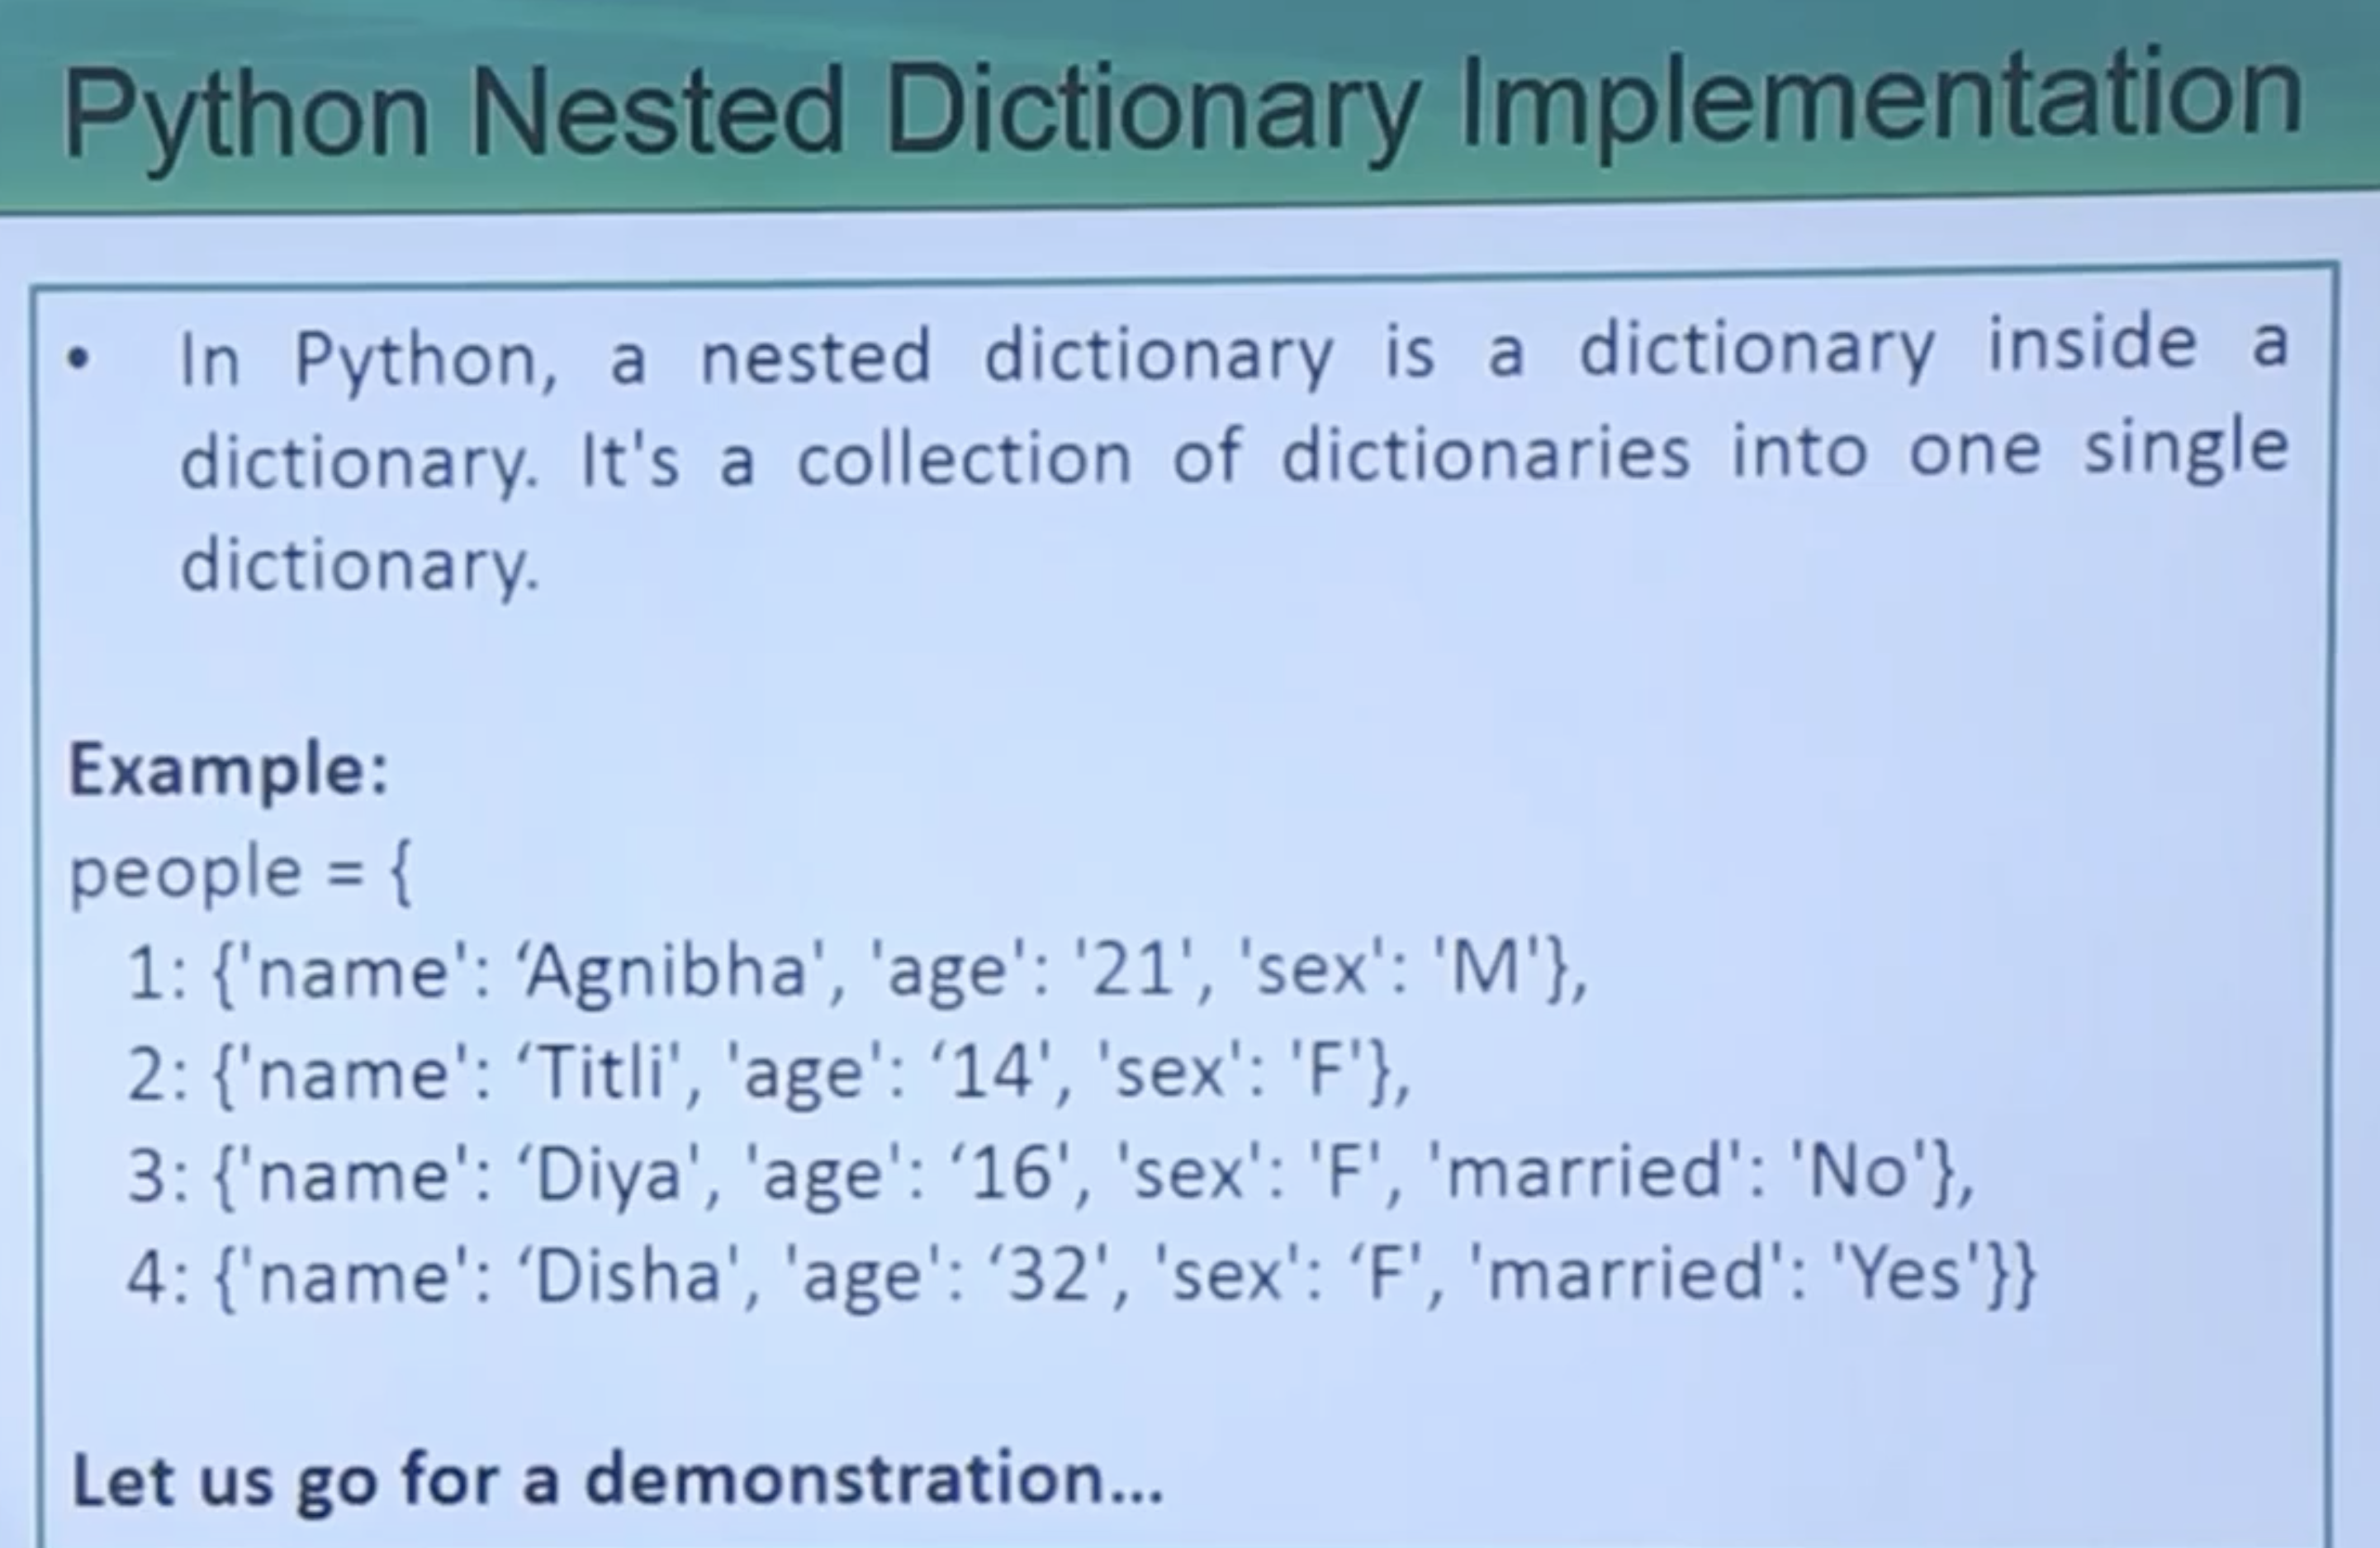 Python Nested Dictionary Implementation
• In Python, a nested dictionary is a dictionary inside a
dictionary. It's a collection of dictionaries into one single
dictionary.
Example:
people = {
1: {'name': ‘Agnibha', 'age': '21', 'sex': 'M'},
2: {'name': ‘Titli', 'age': ‘14', 'sex': 'F'},
3: {'name': ‘Diya', 'age': ‘16', 'sex': 'F', 'married': 'No'},
4: {'name': ‘Disha', 'age': ‘32', 'sex': ‘F', 'married': 'Yes'}}
Let us go for a demonstration...